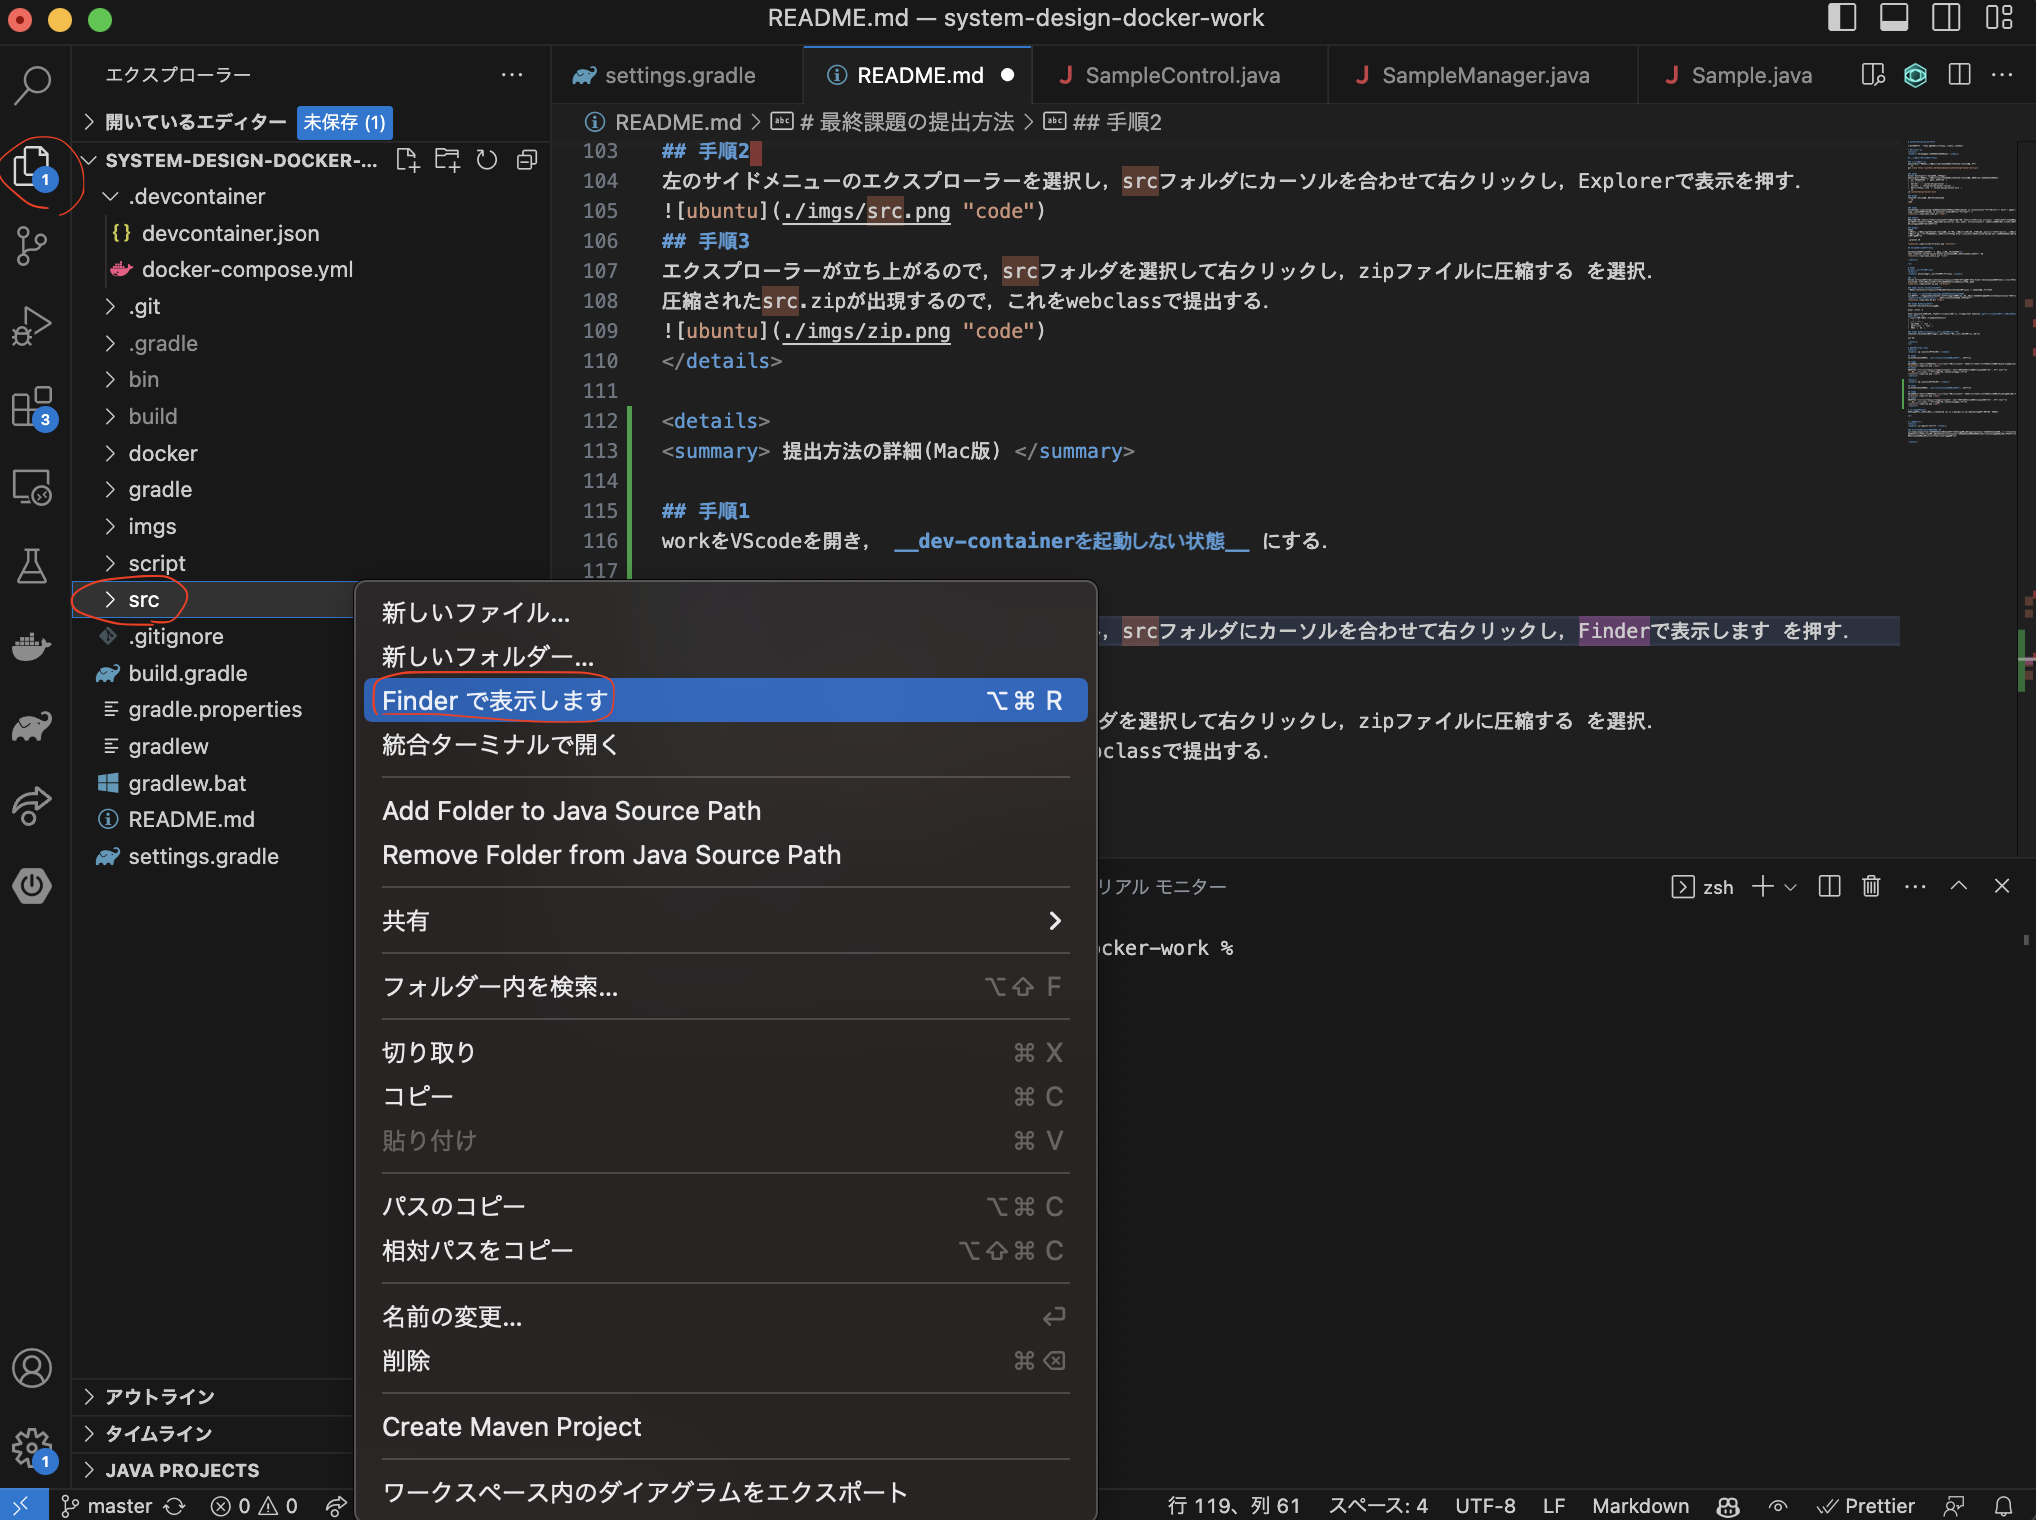 README.md — system-design-docker-work
エクスプローラー
開いているエディター 未保存 (1)
SYSTEM-DESIGN-DOCKER-...
.devcontainer
devcontainer.json
docker-compose.yml
.git
.gradle
bin
build
docker
gradle
imgs
script
src
.gitignore
build.gradle
gradle.properties
gradlew
gradlew.bat
README.md
settings.gradle
アウトライン
タイムライン
JAVA PROJECTS
1
3
1
settings.gradle
README.md
SampleControl.java
SampleManager.java
Sample.java
README.md > # 最終課題の提出方法 > ## 手順2
103 ## 手順2
104 左のサイドメニューのエクスプローラーを選択し，srcフォルダにカーソルを合わせて右クリックし，Explorerで表示を押す．
105 ![ubuntu](./imgs/src.png "code")
106 ## 手順3
107 エクスプローラーが立ち上がるので，srcフォルダを選択して右クリックし，zipファイルに圧縮する を選択．
108 圧縮されたsrc.zipが出現するので，これをwebclassで提出する．
109 ![ubuntu](./imgs/zip.png "code")
110 </details>
111
112 <details>
113 <summary> 提出方法の詳細(Mac版) </summary>
114
115 ## 手順1
116 workをVScodeを開き， __dev-containerを起動しない状態__ にする．
117
，srcフォルダにカーソルを合わせて右クリックし，Finderで表示します を押す．
ダを選択して右クリックし，zipファイルに圧縮する を選択．
classで提出する．
新しいファイル...
新しいフォルダー...
Finder で表示します ⌥⌘ R
統合ターミナルで開く
Add Folder to Java Source Path
Remove Folder from Java Source Path
共有
フォルダー内を検索... ⌥⇧ F
切り取り ⌘ X
コピー ⌘ C
貼り付け ⌘ V
パスのコピー ⌥⌘ C
相対パスをコピー ⌥⇧⌘ C
名前の変更... ⏎
削除 ⌘⌫
Create Maven Project
ワークスペース内のダイアグラムをエクスポート
リアル モニター
zsh
cker-work %
master 0 0
行 119、列 61 スペース: 4 UTF-8 LF Markdown Prettier